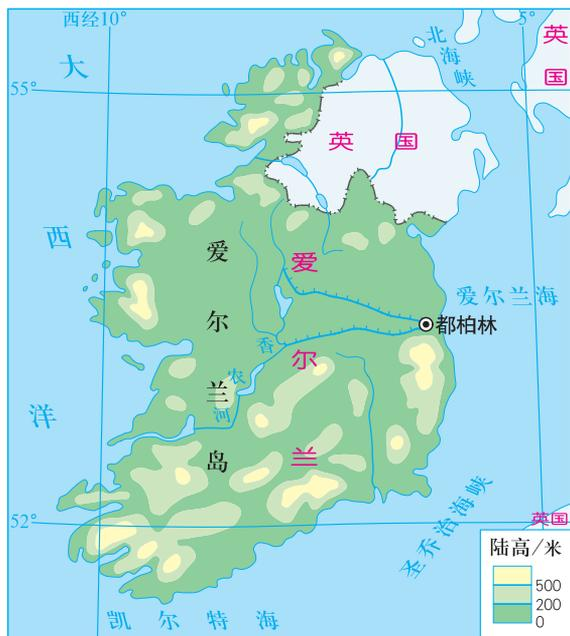 西经10°
5°
大
西
洋
55°
52°
北海峡
英国
英国
爱尔兰
爱尔兰岛
爱尔兰海
都柏林
香农河
圣乔治海峡
英国
凯尔特海
陆高/米
500
200
0